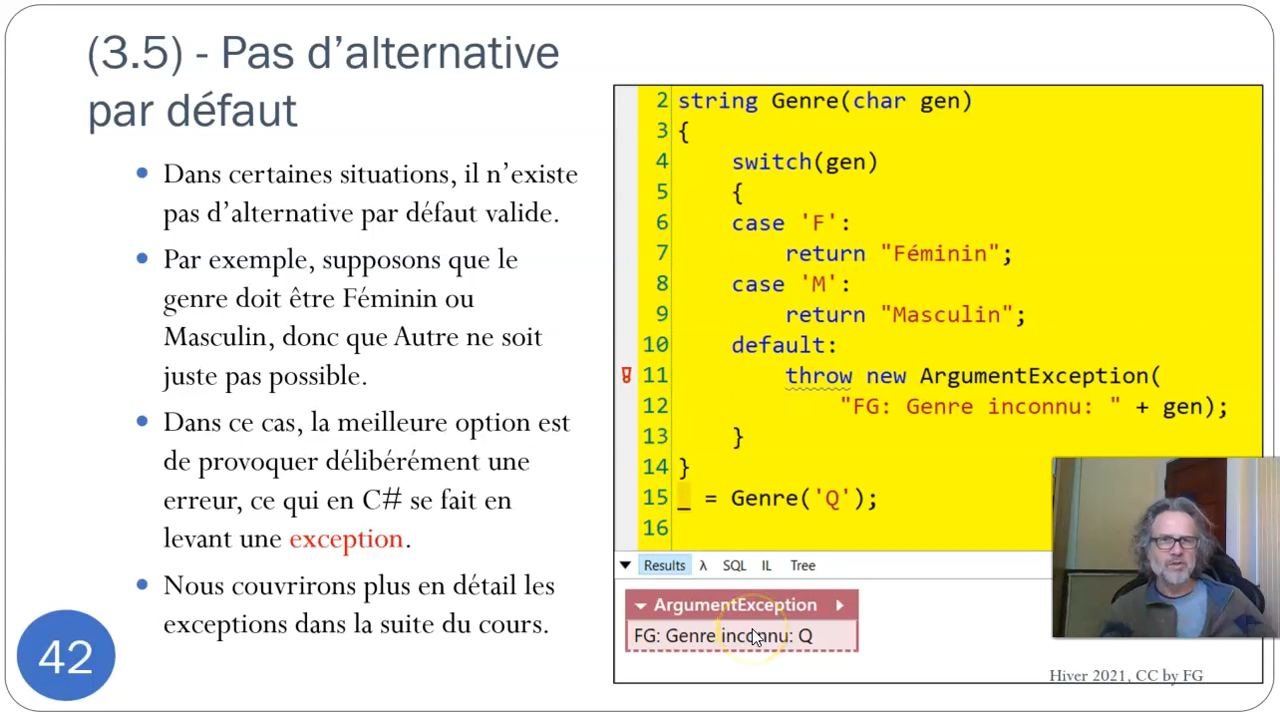 (3.5) - Pas d’alternative
par défaut
• Dans certaines situations, il n’existe
pas d’alternative par défaut valide.
• Par exemple, supposons que le
genre doit être Féminin ou
Masculin, donc que Autre ne soit
juste pas possible.
• Dans ce cas, la meilleure option est
de provoquer délibérément une
erreur, ce qui en C# se fait en
levant une exception.
• Nous couvrirons plus en détail les
exceptions dans la suite du cours.
42
2 string Genre(char gen)
3 {
4     switch(gen)
5     {
6     case 'F':
7         return "Féminin";
8     case 'M':
9         return "Masculin";
10     default:
11         throw new ArgumentException(
12             "FG: Genre inconnu: " + gen);
13     }
14 }
15 _ = Genre('Q');
16
Results λ SQL IL Tree
ArgumentException
FG: Genre inconnu: Q
Hiver 2021, CC by FG